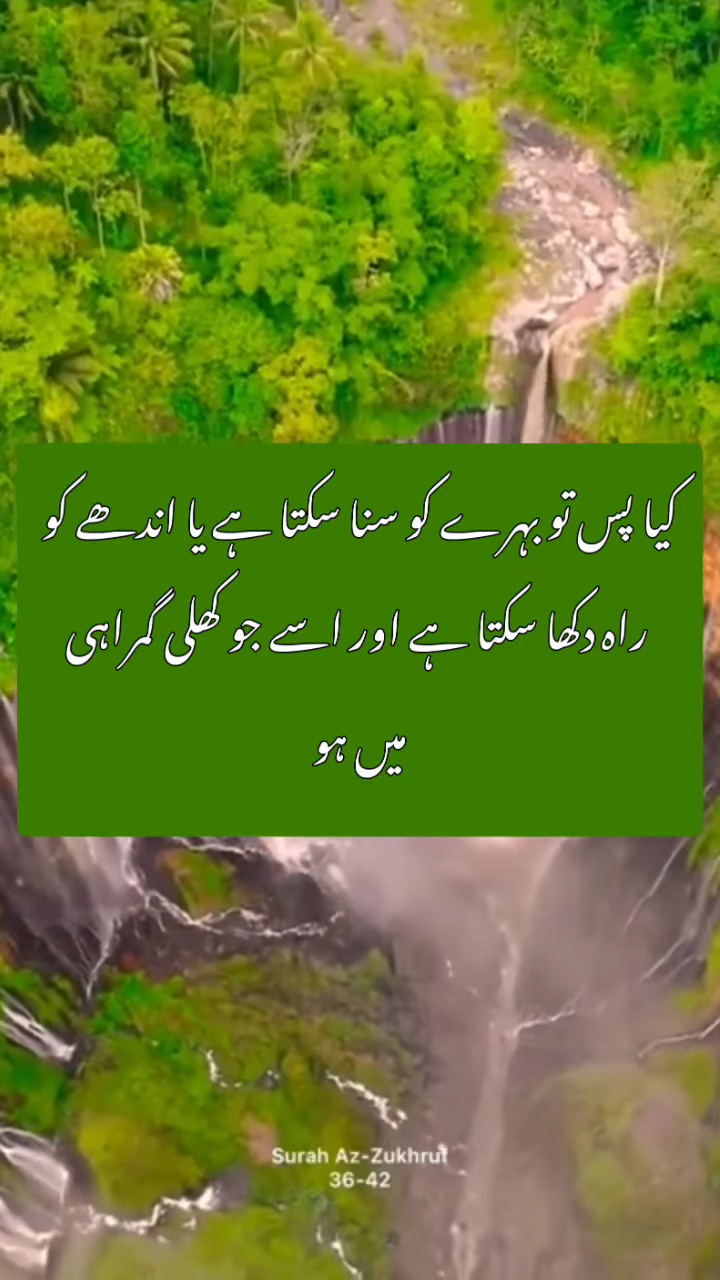 کیا پس تو بہرے کو سنا سکتا ہے یا اندھے کو
راہ دکھا سکتا ہے اور اسے جو کھلی گمراہی
میں ہو
Surah Az-Zukhruf
36-42